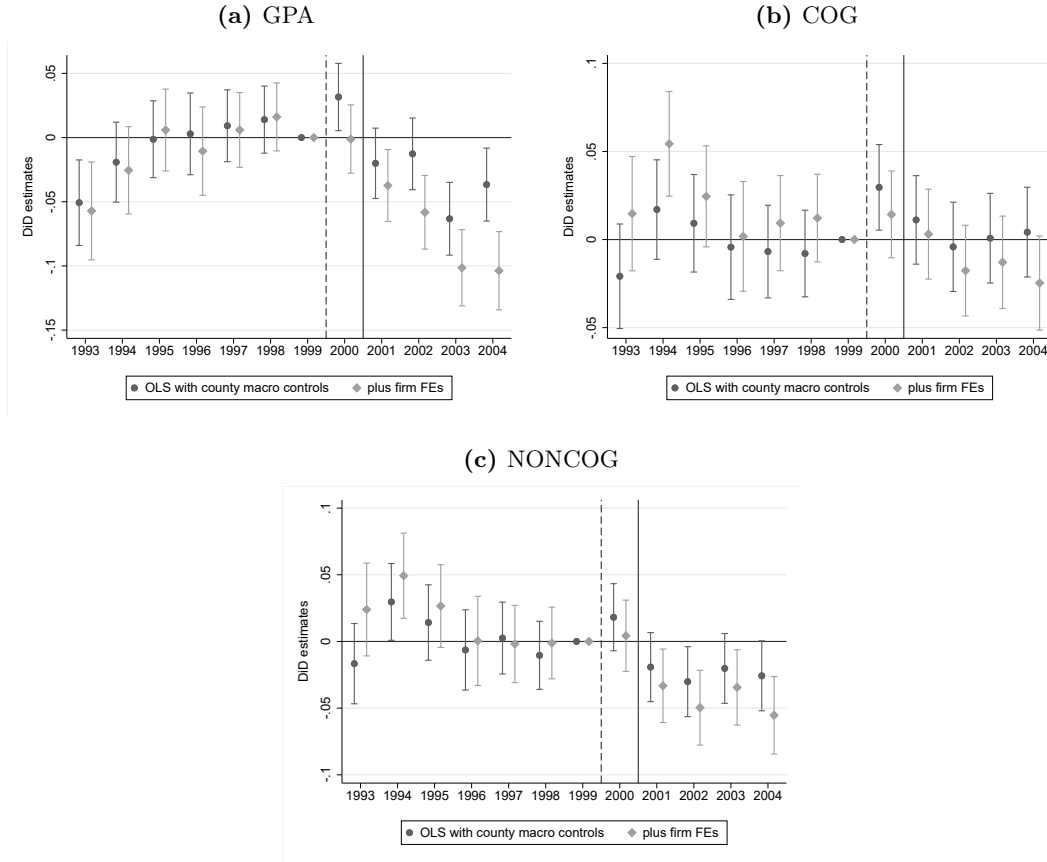 (a) GPA
(b) COG
DiD estimates
.05
0
-.05
-.1
-.15
1993 1994 1995 1996 1997 1998 1999 2000 2001 2002 2003 2004
OLS with county macro controls plus firm FEs
DiD estimates
.1
.05
0
-.05
1993 1994 1995 1996 1997 1998 1999 2000 2001 2002 2003 2004
OLS with county macro controls plus firm FEs
(c) NONCOG
DiD estimates
.1
.05
0
-.05
-.1
1993 1994 1995 1996 1997 1998 1999 2000 2001 2002 2003 2004
OLS with county macro controls plus firm FEs